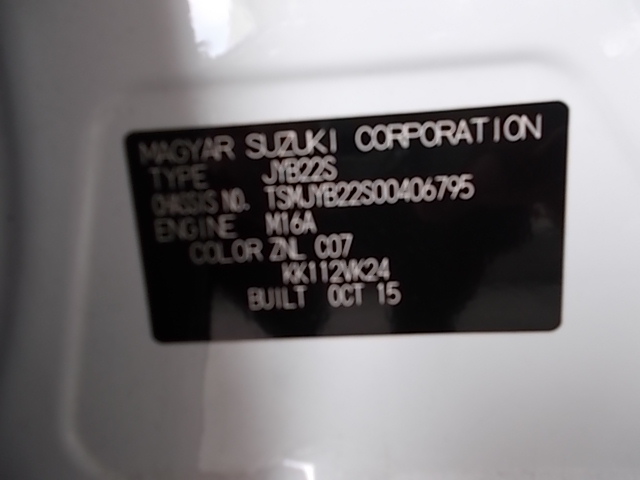 MAGYAR SUZUKI CORPORATION
TYPE JYB22S
CHASSIS NO. TSMJYB22S00406795
ENGINE M16A
COLOR ZNL C07
KK112VK24
BUILT OCT 15